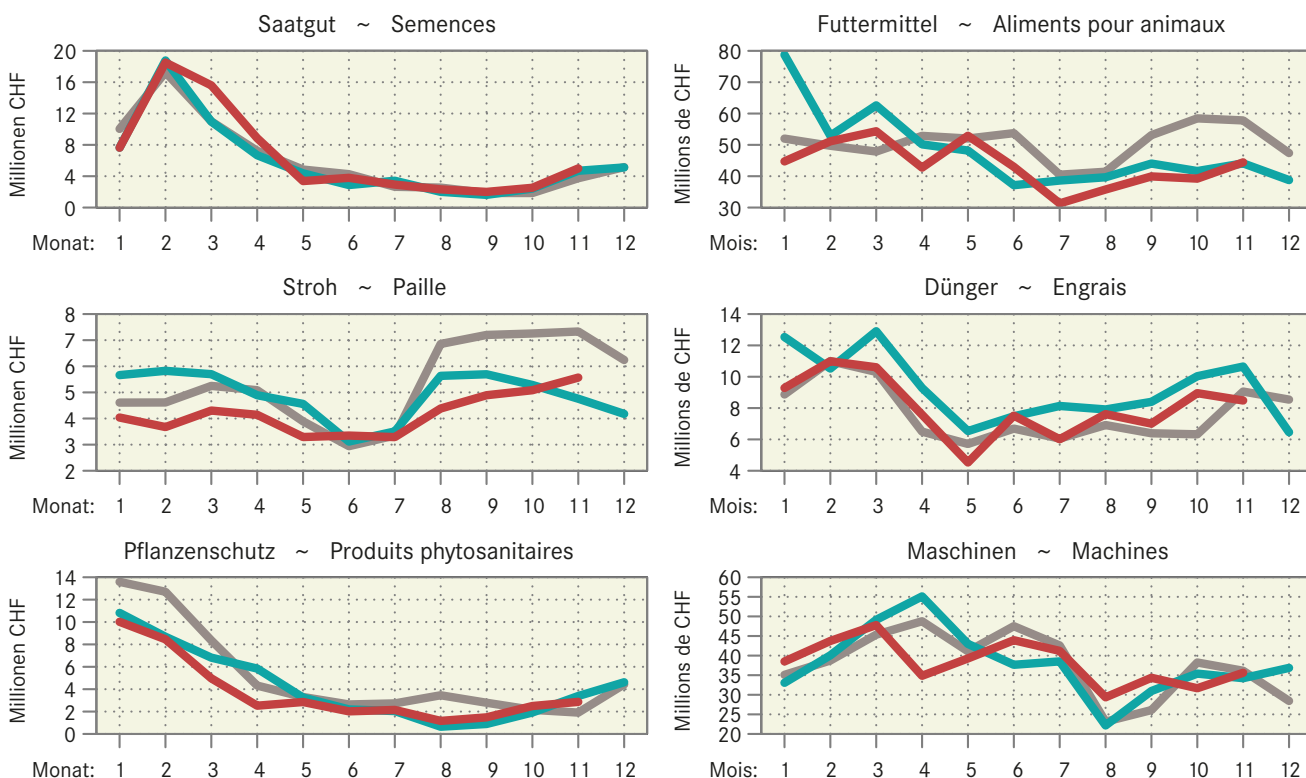 Saatgut ~ Semences
Millionen CHF
20
16
12
8
4
0
Monat: 1 2 3 4 5 6 7 8 9 10 11 12
Futtermittel ~ Aliments pour animaux
Millions de CHF
80
70
60
50
40
30
Mois: 1 2 3 4 5 6 7 8 9 10 11 12
Stroh ~ Paille
Millionen CHF
8
7
6
5
4
3
2
Monat: 1 2 3 4 5 6 7 8 9 10 11 12
Dünger ~ Engrais
Millions de CHF
14
12
10
8
6
4
Mois: 1 2 3 4 5 6 7 8 9 10 11 12
Pflanzenschutz ~ Produits phytosanitaires
Millionen CHF
14
12
10
8
6
4
2
0
Monat: 1 2 3 4 5 6 7 8 9 10 11 12
Maschinen ~ Machines
Millions de CHF
60
55
50
45
40
35
30
25
20
Mois: 1 2 3 4 5 6 7 8 9 10 11 12